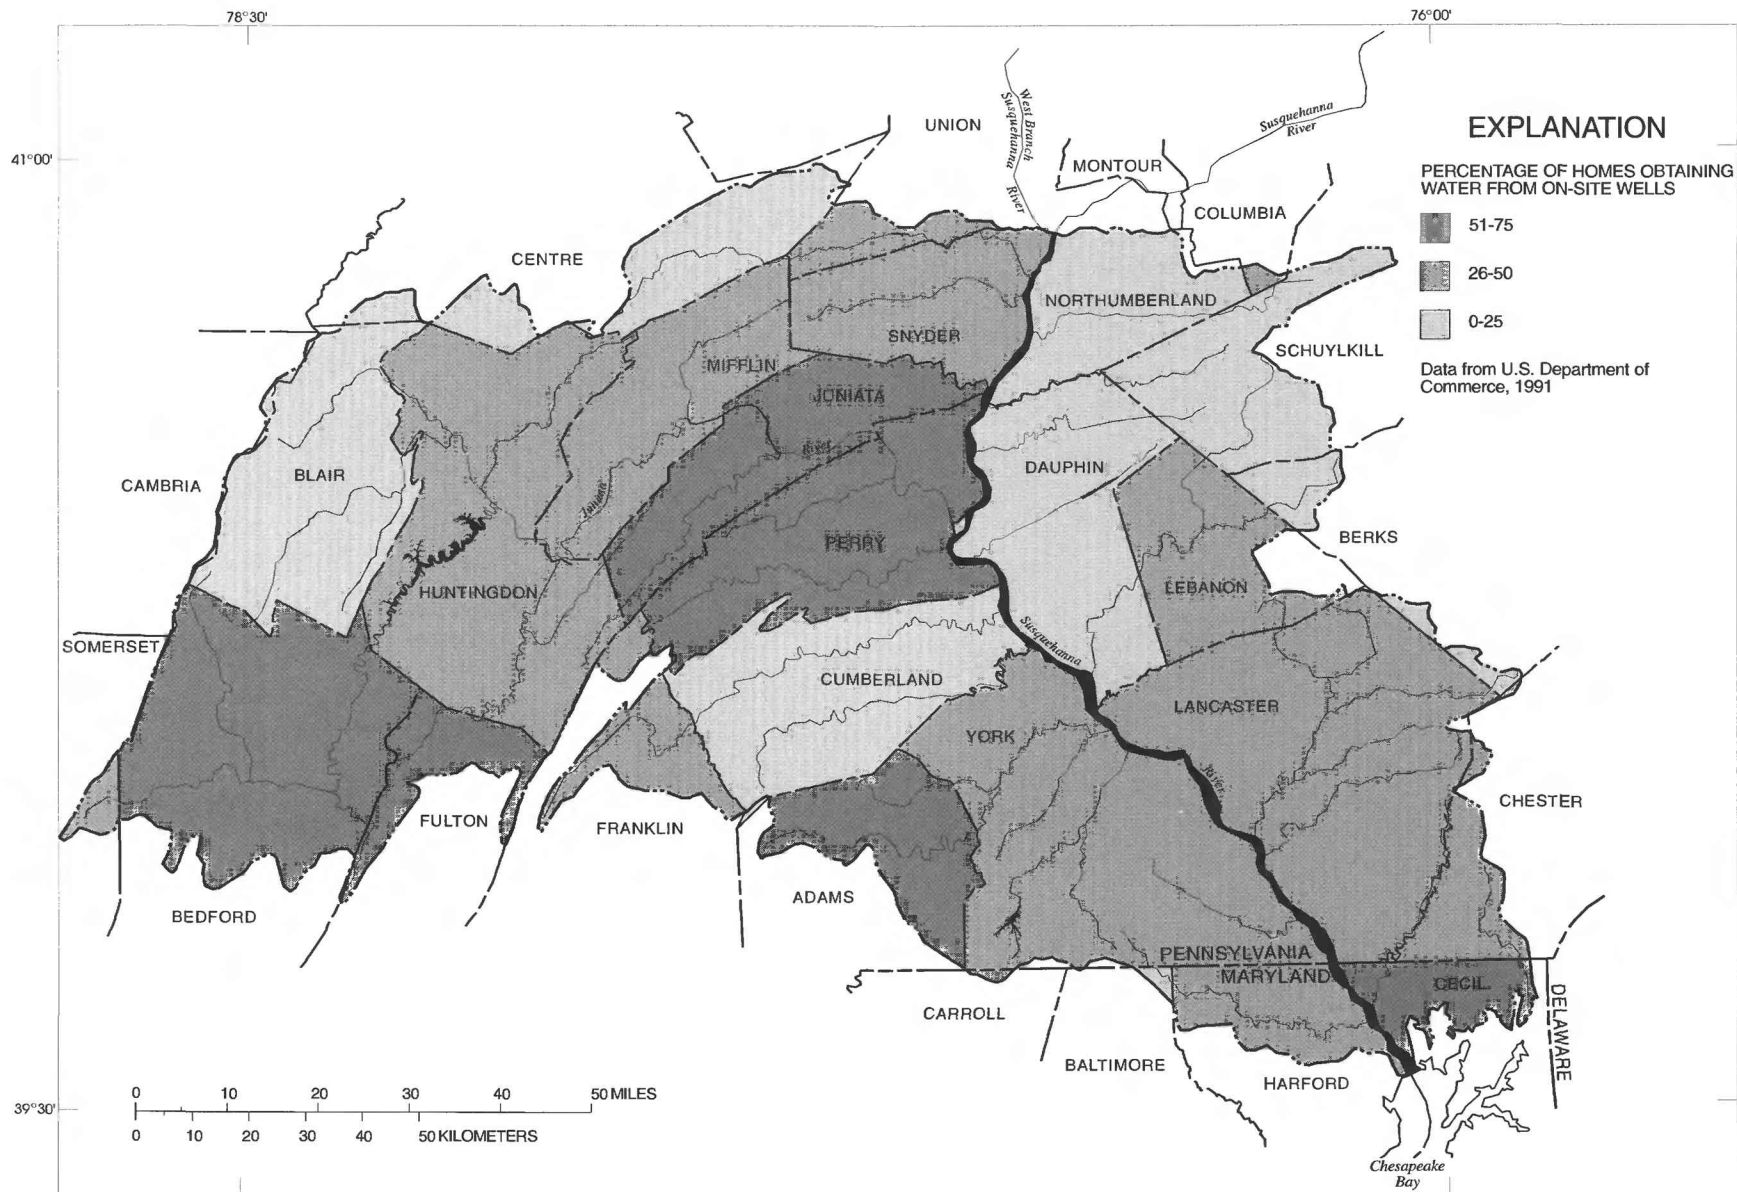 78°30'
76°00'
41°00'
39°30'
EXPLANATION
PERCENTAGE OF HOMES OBTAINING
WATER FROM ON-SITE WELLS
51-75
26-50
0-25
Data from U.S. Department of
Commerce, 1991
UNION
West Branch
Susquehanna
River
Susquehanna
River
MONTOUR
COLUMBIA
CENTRE
NORTHUMBERLAND
SNYDER
SCHUYLKILL
MIFFLIN
JUNIATA
CAMBRIA
BLAIR
DAUPHIN
Juniata
River
PERRY
BERKS
HUNTINGDON
LEBANON
SOMERSET
Susquehanna
River
CUMBERLAND
LANCASTER
YORK
CHESTER
FULTON
FRANKLIN
ADAMS
BEDFORD
PENNSYLVANIA
MARYLAND
CECIL
DELAWARE
CARROLL
BALTIMORE
HARFORD
0 10 20 30 40 50 MILES
0 10 20 30 40 50 KILOMETERS
Chesapeake
Bay